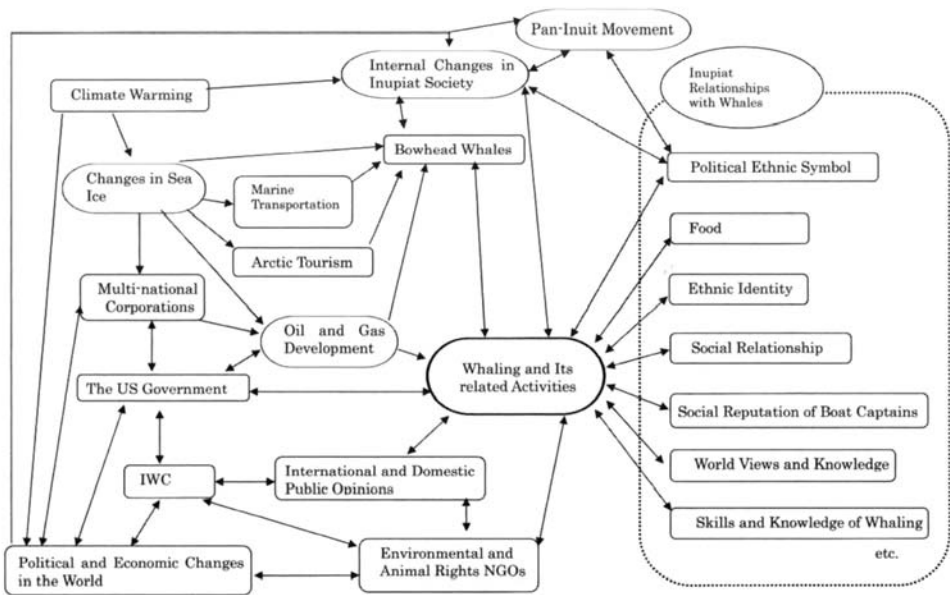 Pan-Inuit Movement
Internal Changes in
Inupiat Society
Inupiat
Relationships
with Whales
Climate Warming
Bowhead Whales
Political Ethnic Symbol
Changes in Sea
Ice
Marine
Transportation
Food
Arctic Tourism
Ethnic Identity
Multi-national
Corporations
Oil and Gas
Development
Social Relationship
Whaling and Its
related Activities
The US Government
Social Reputation of Boat Captains
World Views and Knowledge
IWC
International and Domestic
Public Opinions
Skills and Knowledge of Whaling
etc.
Political and Economic Changes
in the World
Environmental and
Animal Rights NGOs